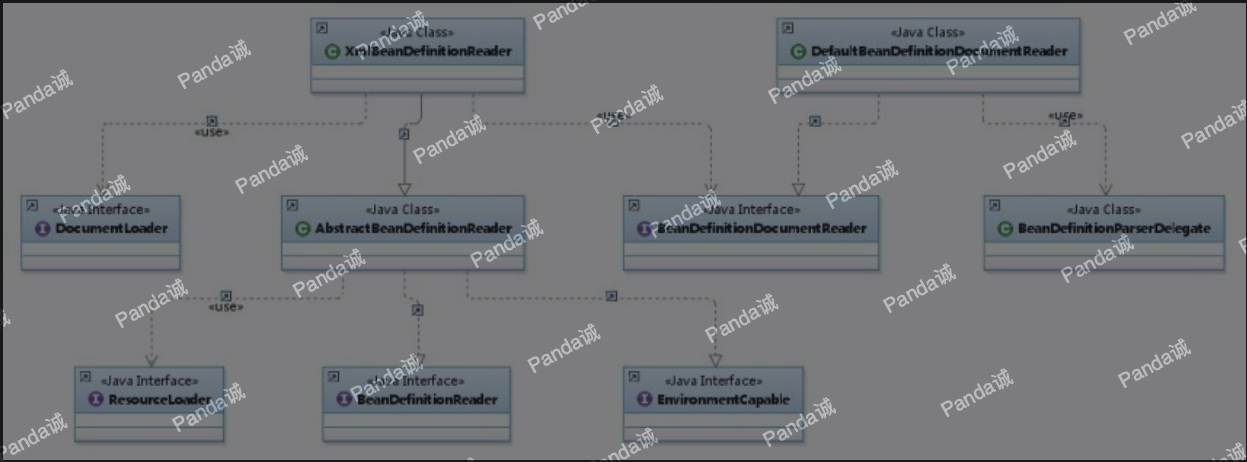 «Java Class»
XmlBeanDefinitionReader
«Java Class»
DefaultBeanDefinitionDocumentReader
«use»
«use»
«use»
«Java Interface»
DocumentLoader
«Java Class»
AbstractBeanDefinitionReader
«Java Interface»
BeanDefinitionDocumentReader
«Java Class»
BeanDefinitionParserDelegate
«use»
«Java Interface»
ResourceLoader
«Java Interface»
BeanDefinitionReader
«Java Interface»
EnvironmentCapable
Panda诚